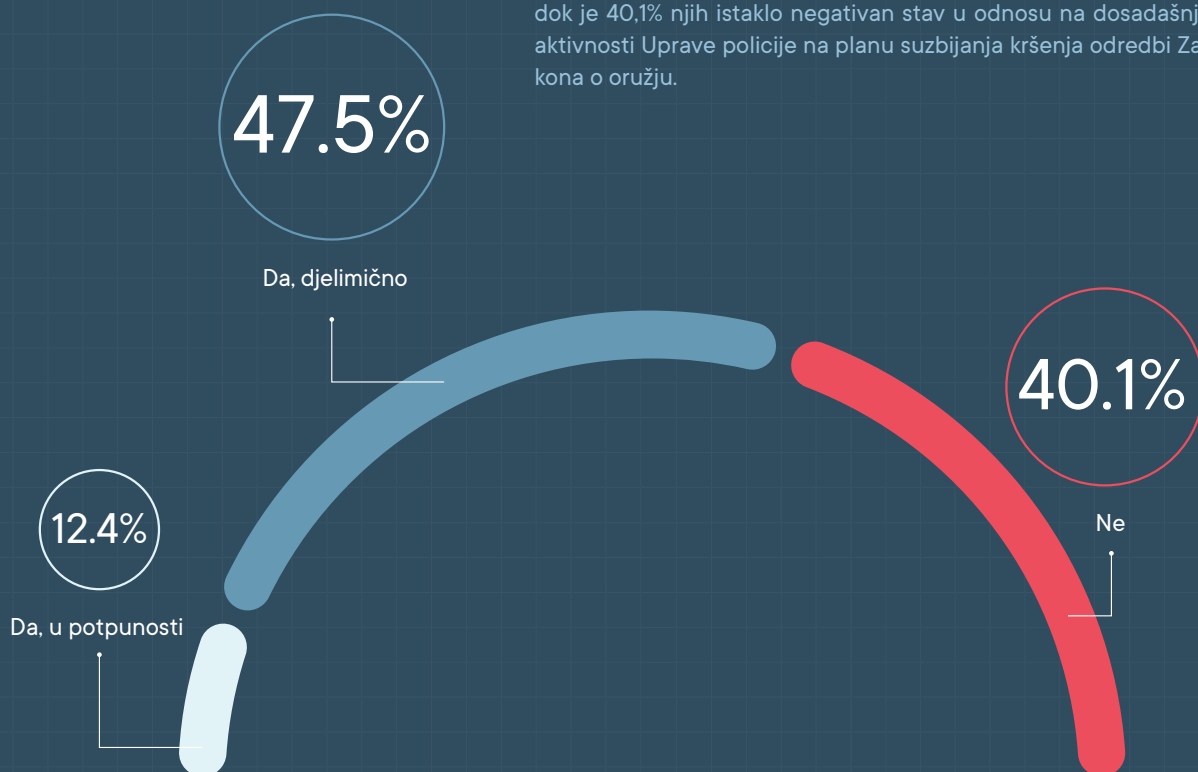 dok je 40,1% njih istaklo negativan stav u odnosu na dosadašnj
aktivnosti Uprave policije na planu suzbijanja kršenja odredbi Za
kona o oružju.
47.5%
Da, djelimično
40.1%
Ne
12.4%
Da, u potpunosti